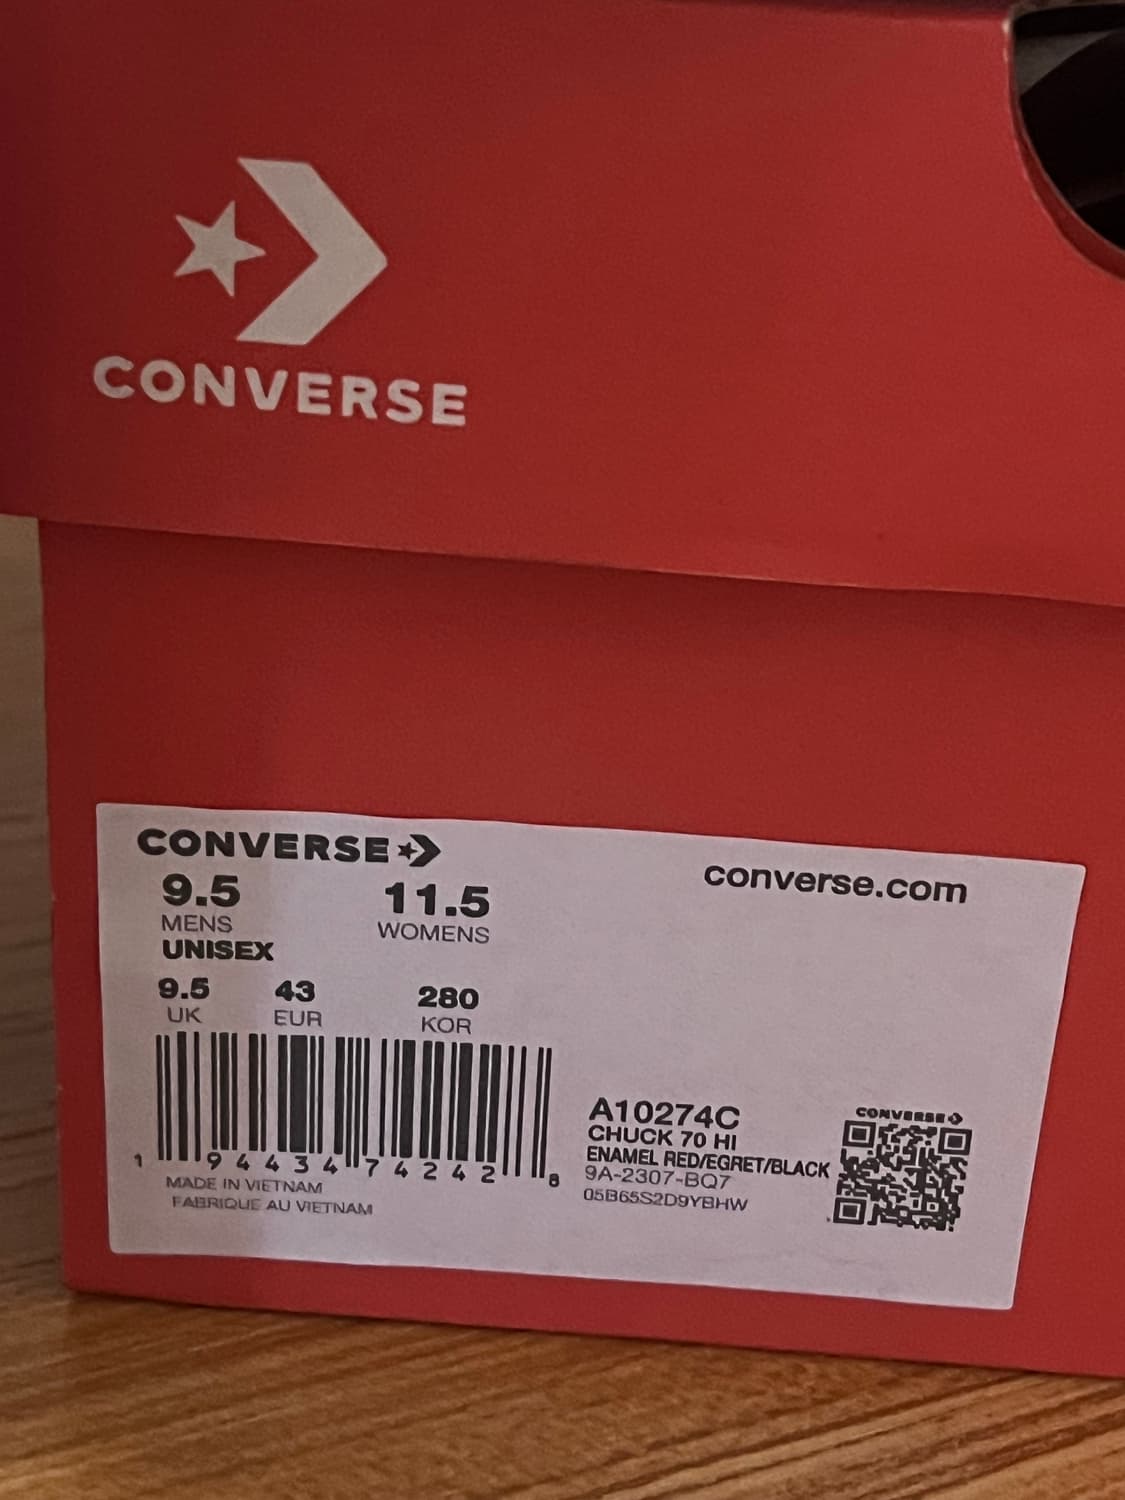 CONVERSE
CONVERSE
converse.com
9.5 11.5
MENS WOMENS
UNISEX
9.5 43 280
UK EUR KOR
1 94434 74242 8
MADE IN VIETNAM
FABRIQUE AU VIETNAM
A10274C
CHUCK 70 HI
ENAMEL RED/EGRET/BLACK
9A-2307-BQ7
05B65S2D9YBHW
CONVERSE